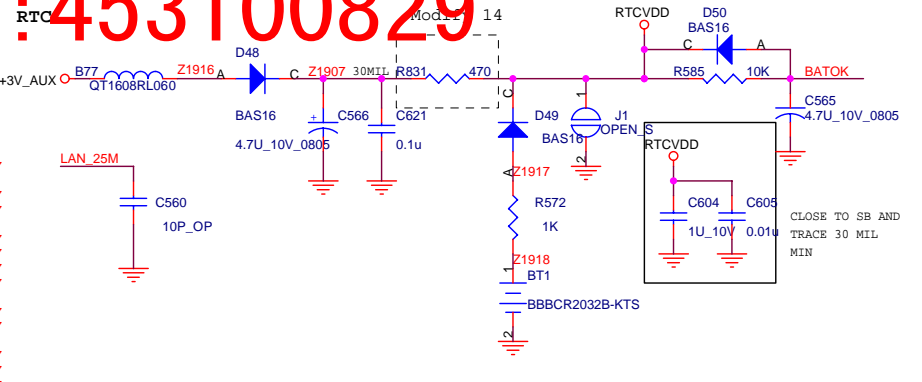 RTC
:453100829
Modify 14
RTCVDD
D50
BAS16
C
A
+3V_AUX
B77
QT1608RL060
Z1916
A
D48
C
Z1907
30MIL
R831
470
R585
10K
BATOK
BAS16
+
C566
4.7U_10V_0805
C621
0.1u
C
D49
BAS16
A
1
J1
OPEN_S
2
C565
4.7U_10V_0805
RTCVDD
LAN_25M
Z1917
C560
10P_OP
R572
1K
C604
1U_10V
C605
0.01u
CLOSE TO SB AND
TRACE 30 MIL
MIN
Z1918
1
BT1
BBBCR2032B-KTS
2